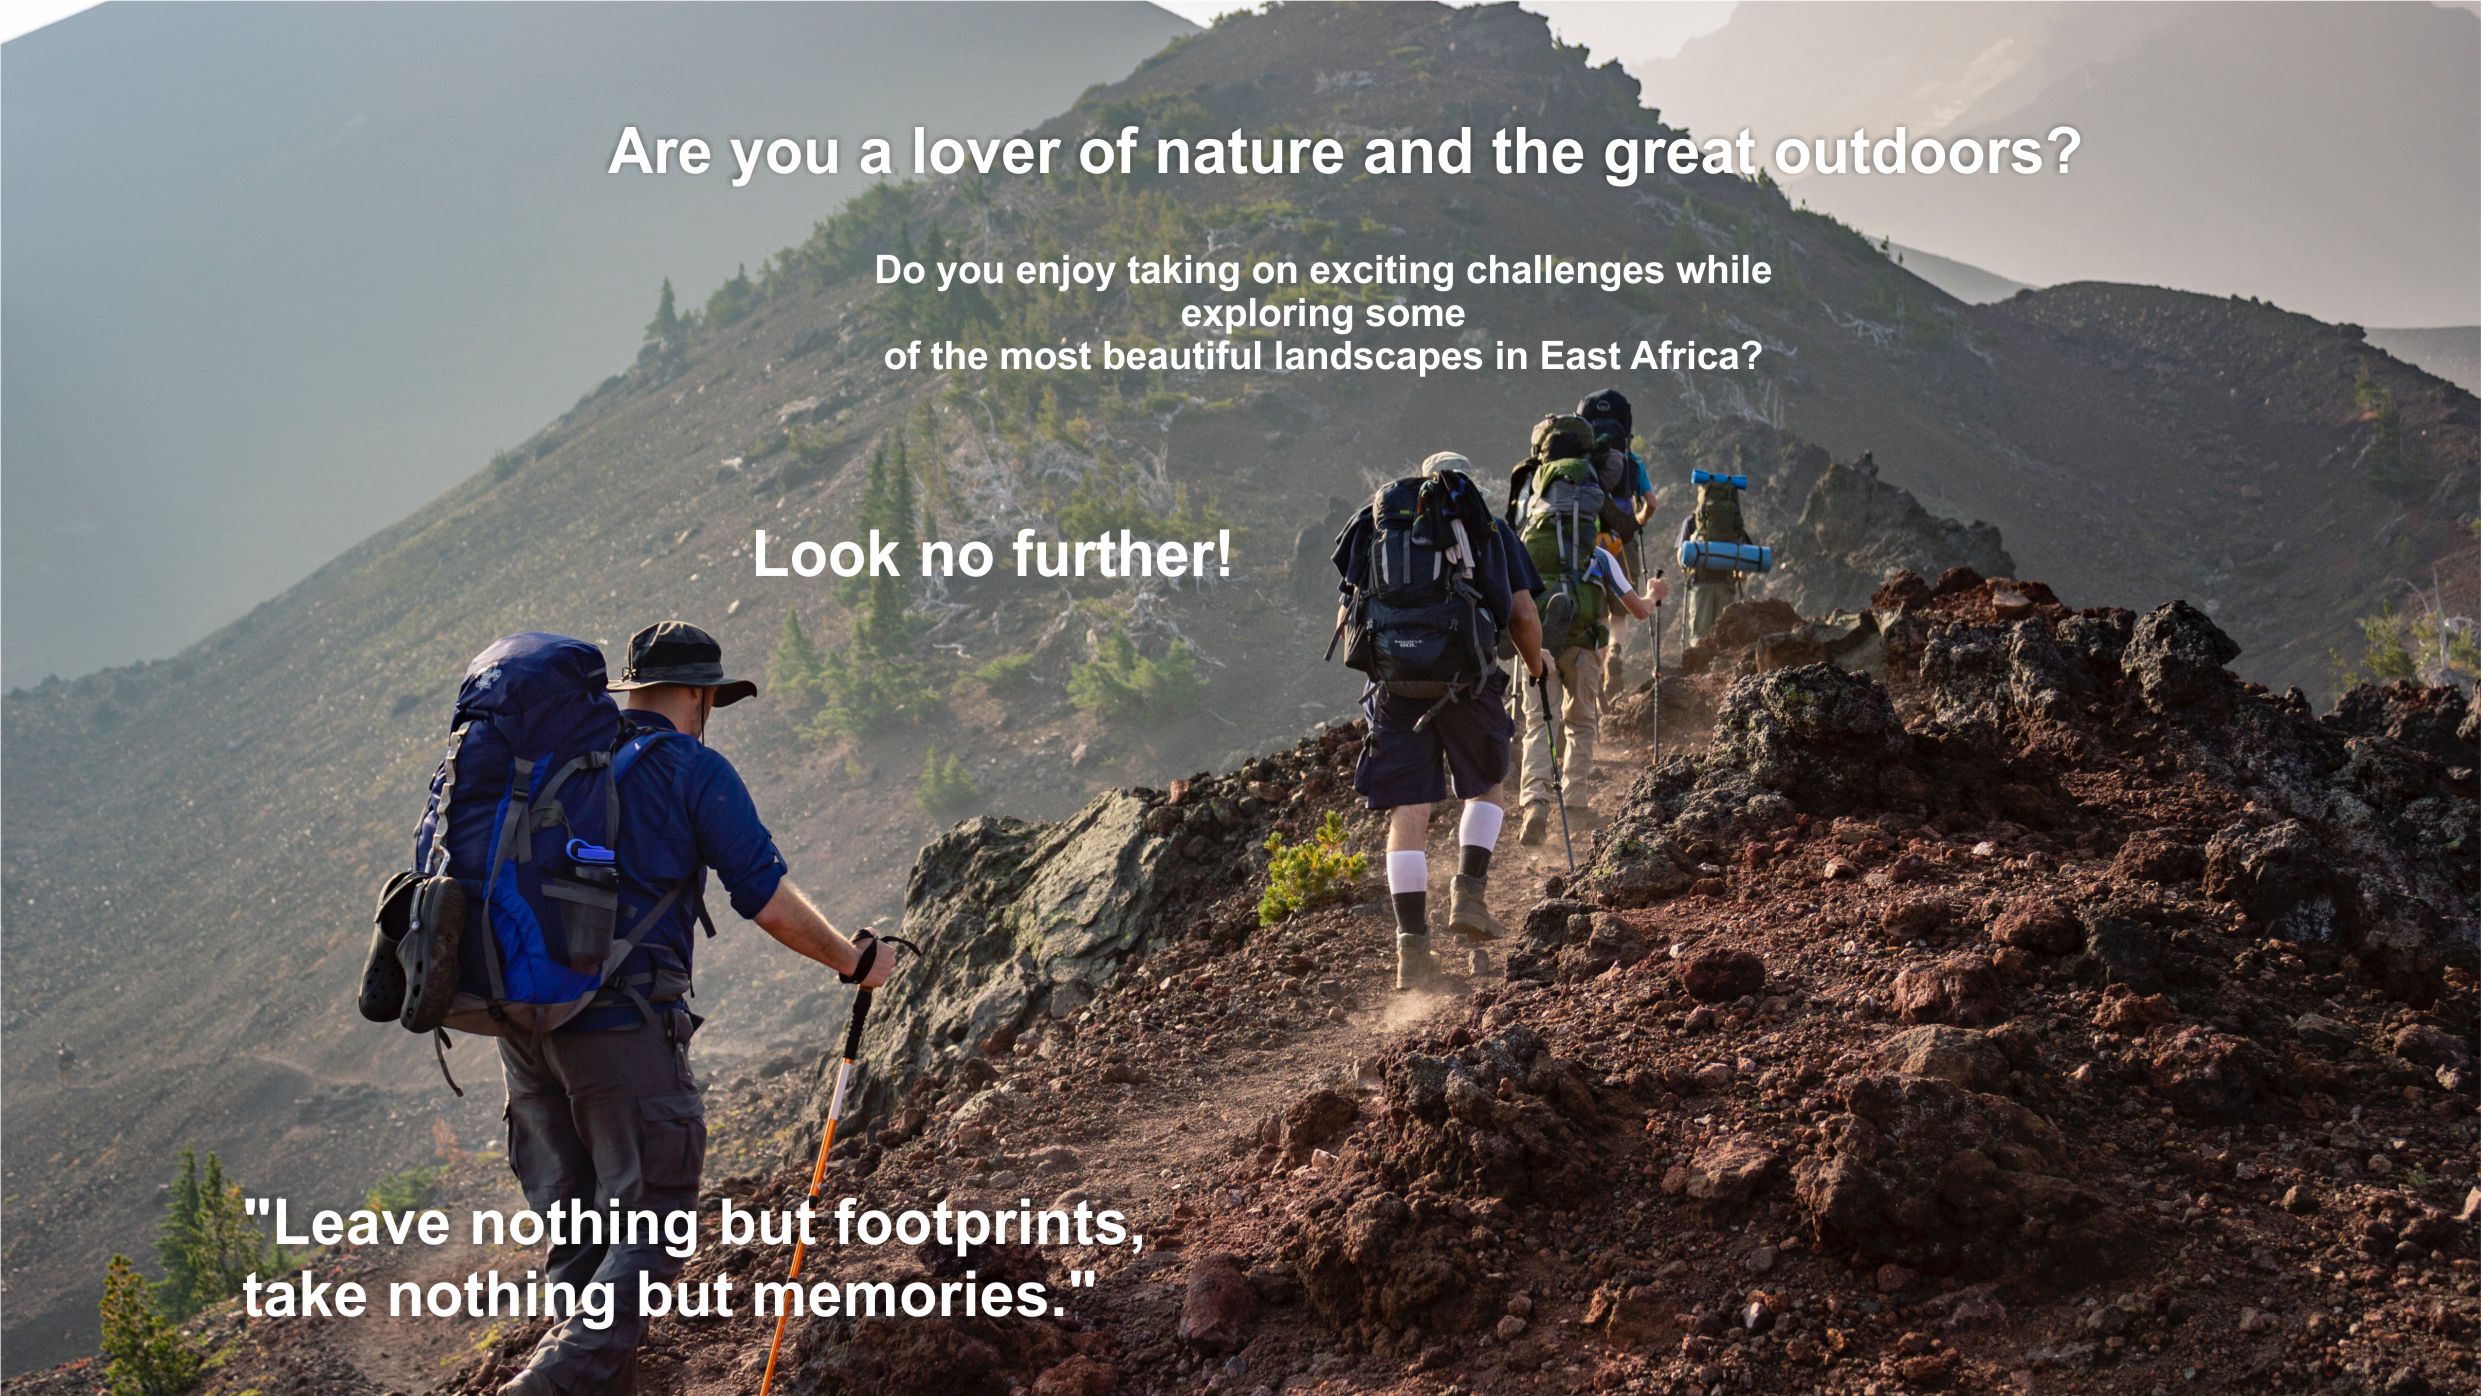 Are you a lover of nature and the great outdoors?
Do you enjoy taking on exciting challenges while
exploring some
of the most beautiful landscapes in East Africa?
Look no further!
"Leave nothing but footprints,
take nothing but memories."